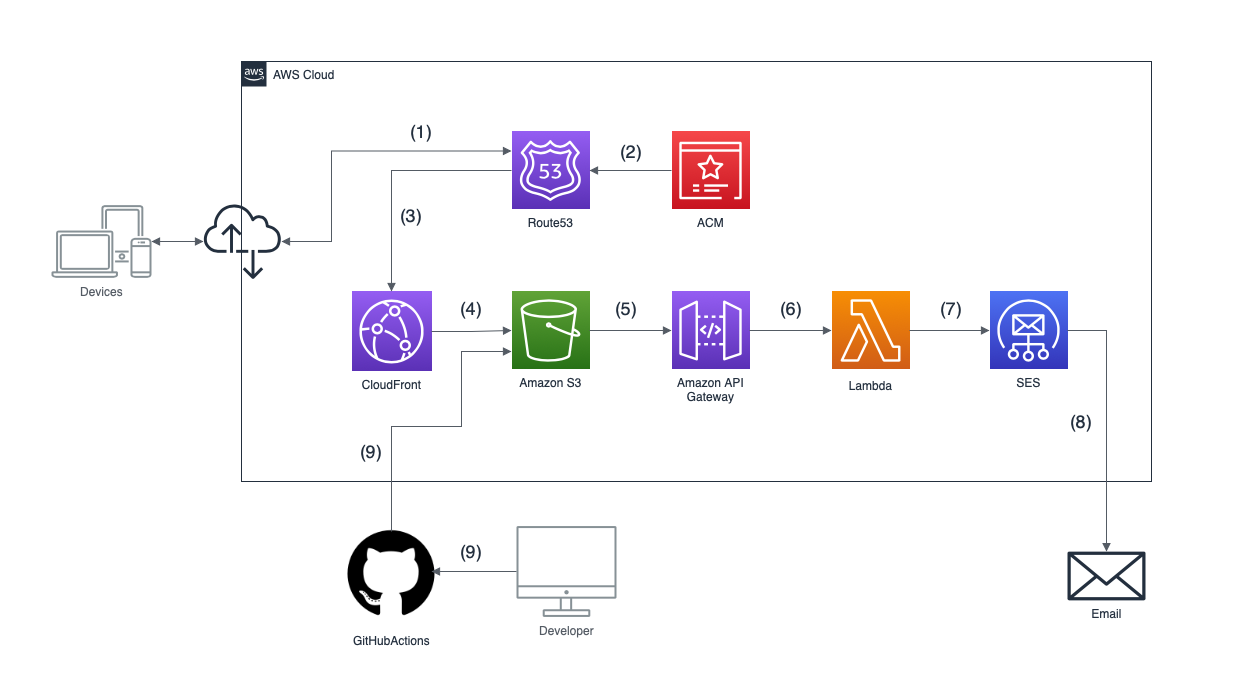 aws
AWS Cloud
(1)
(2)
53
(3)
Route53
ACM
Devices
(4)
(5)
(6)
(7)
</>
CloudFront
Amazon S3
Amazon API
Gateway
Lambda
SES
(8)
(9)
(9)
GitHubActions
Developer
Email